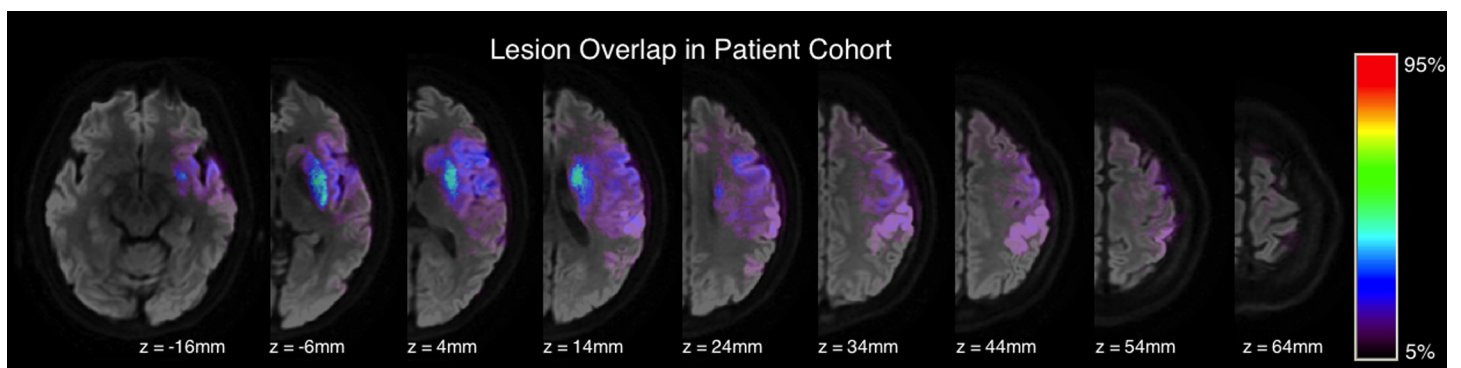 Lesion Overlap in Patient Cohort
95%
z = -16mm
z = -6mm
z = 4mm
z = 14mm
z = 24mm
z = 34mm
z = 44mm
z = 54mm
z = 64mm
5%